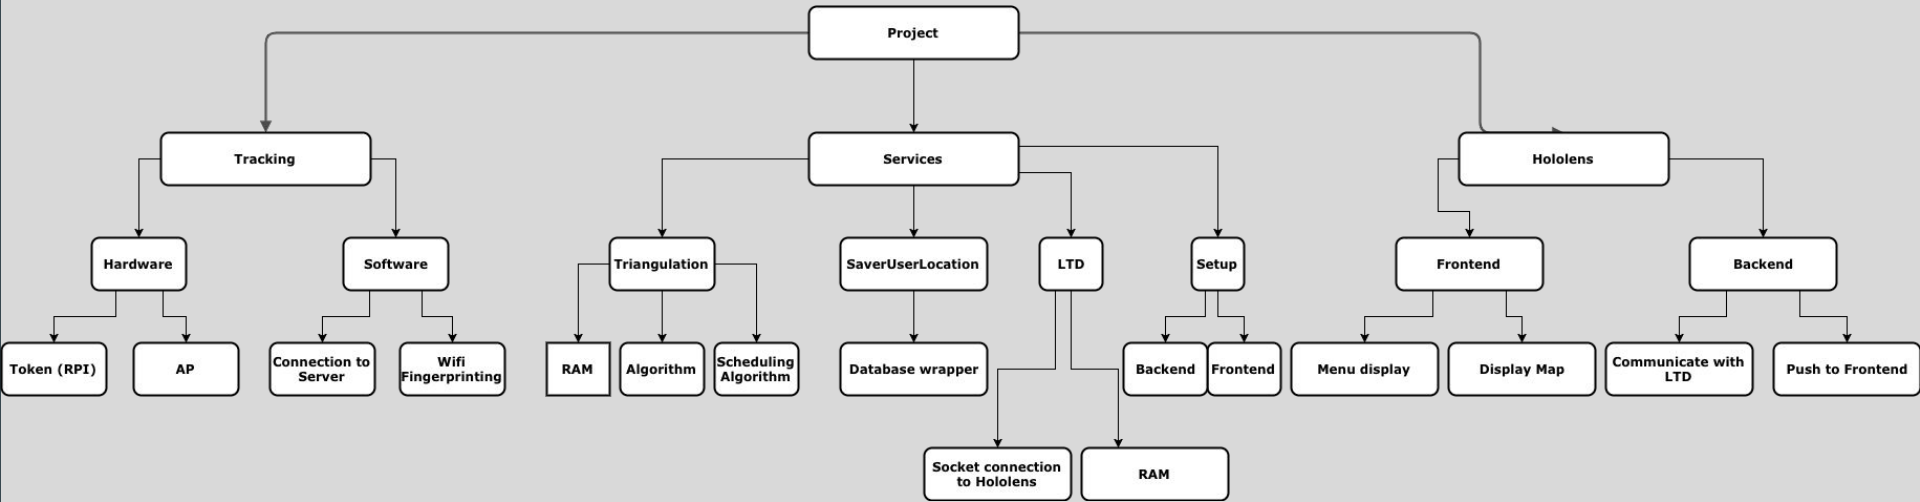 Project
Tracking
Services
Hololens
Hardware
Software
Triangulation
SaverUserLocation
LTD
Setup
Frontend
Backend
Token (RPI)
AP
Connection to
Server
Wifi
Fingerprinting
RAM
Algorithm
Scheduling
Algorithm
Database wrapper
Backend
Frontend
Menu display
Display Map
Communicate with
LTD
Push to Frontend
Socket connection
to Hololens
RAM